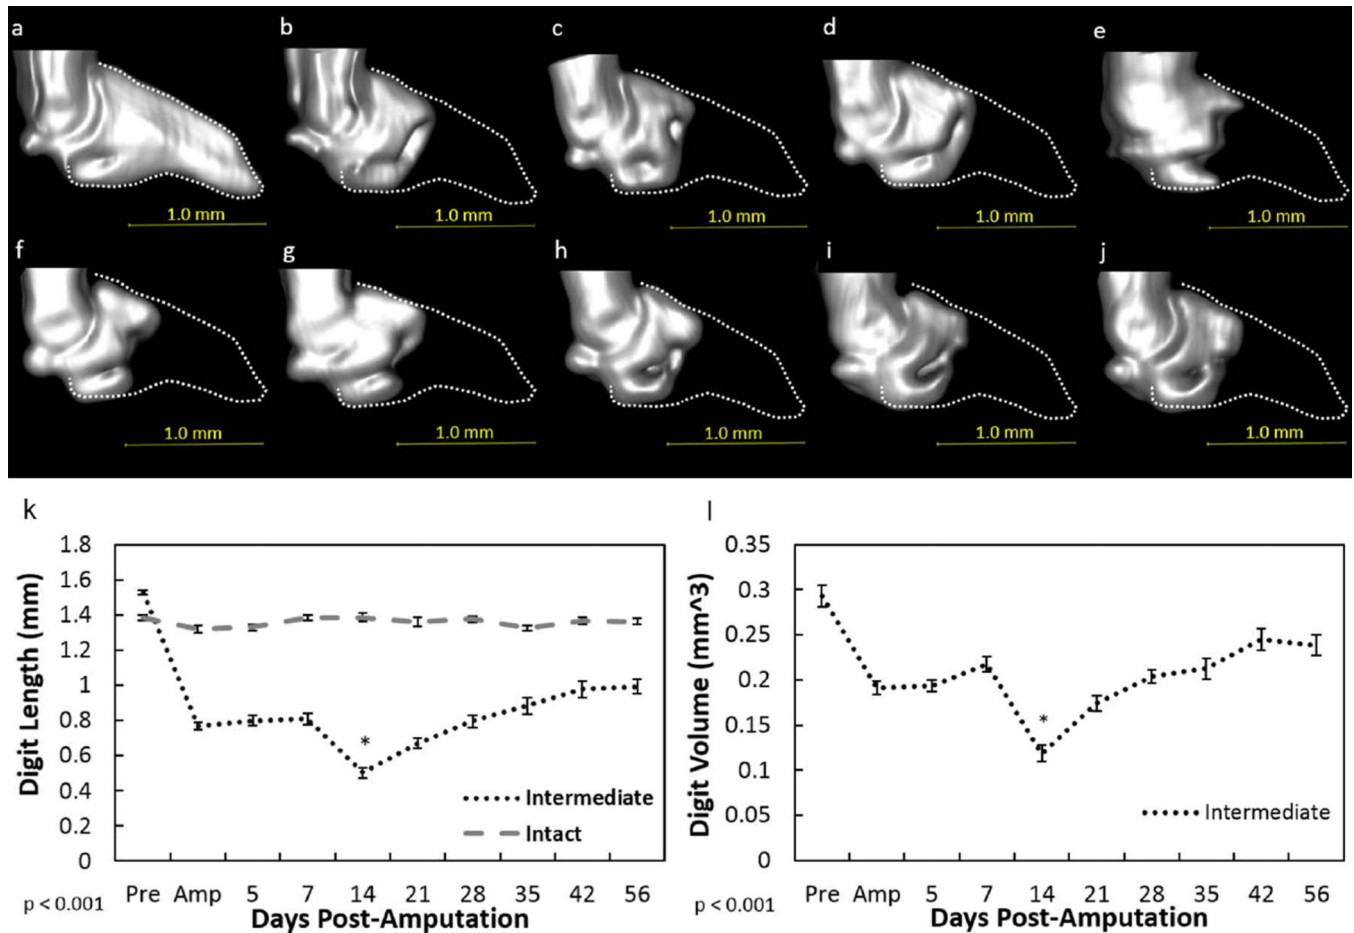 a b c d e
1.0 mm 1.0 mm 1.0 mm 1.0 mm 1.0 mm
f g h i j
1.0 mm 1.0 mm 1.0 mm 1.0 mm 1.0 mm
k
Digit Length (mm)
1.8
1.6
1.4
1.2
1
0.8
0.6
0.4
0.2
0
*
Intermediate
Intact
Pre Amp 5 7 14 21 28 35 42 56
p < 0.001
Days Post-Amputation
l
Digit Volume (mm^3)
0.35
0.3
0.25
0.2
0.15
0.1
0.05
0
*
Intermediate
Pre Amp 5 7 14 21 28 35 42 56
p < 0.001
Days Post-Amputation